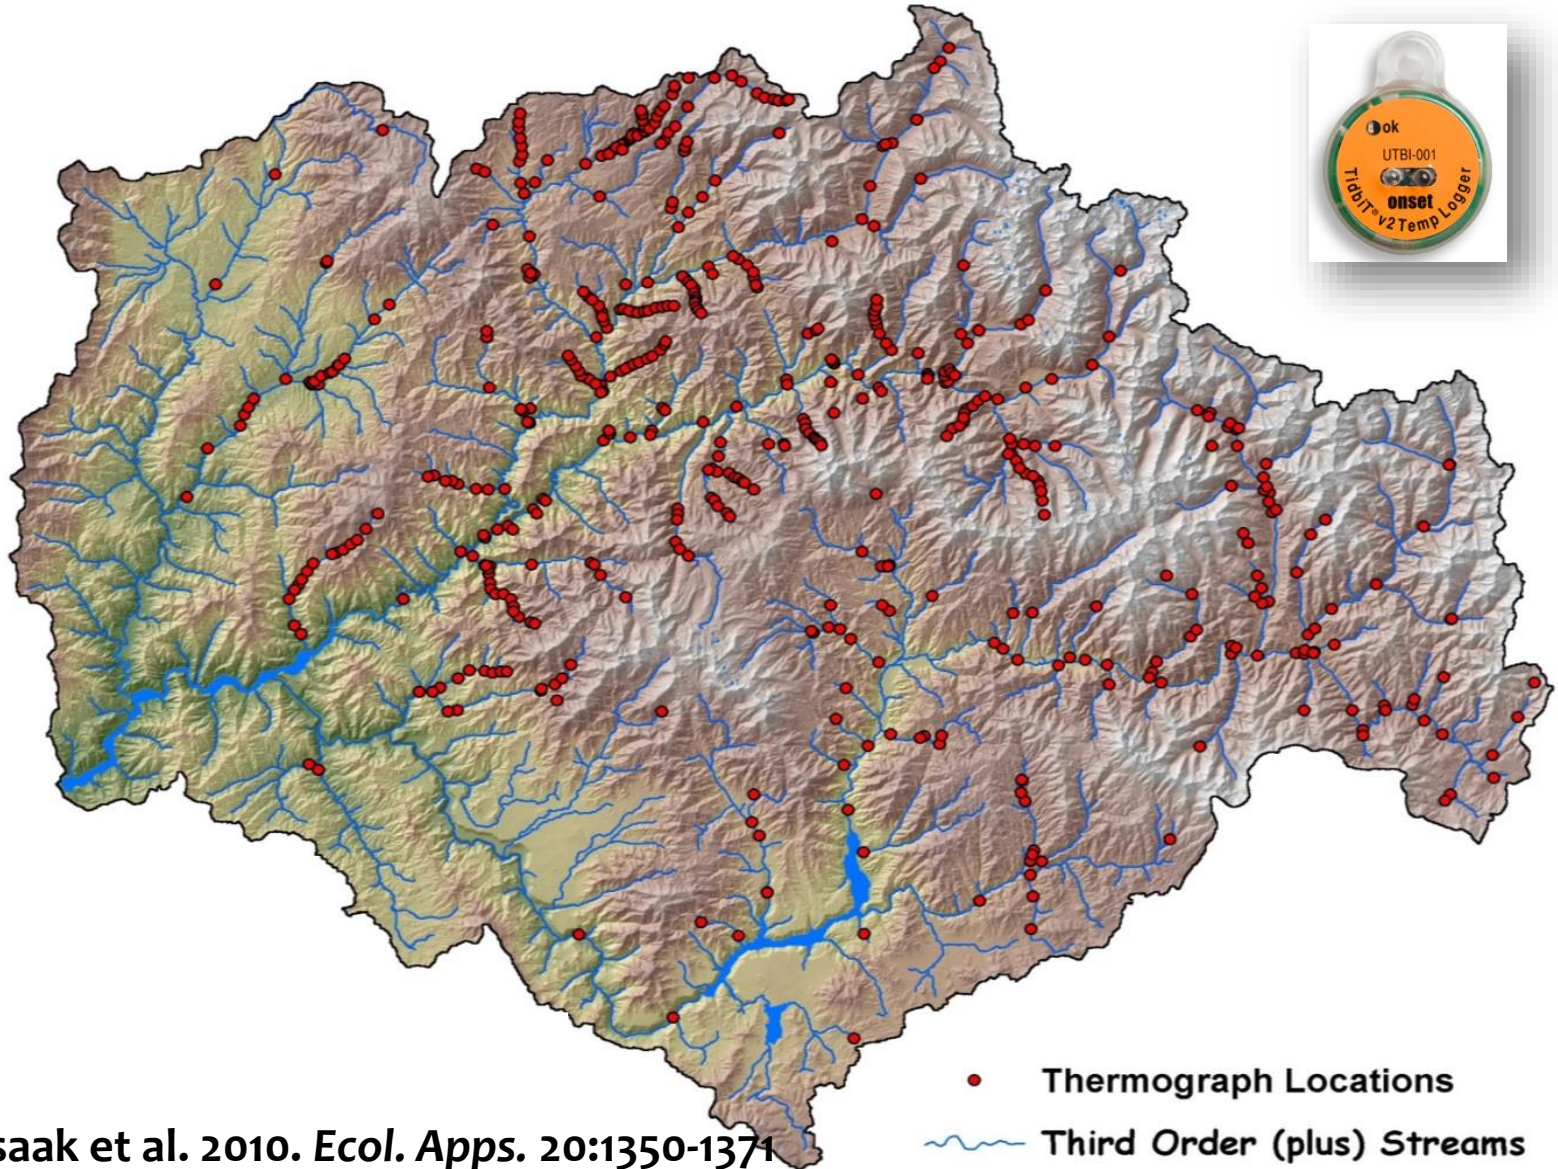 ok
UTBI-001
onset
TidbiT® v2 Temp Logger
Thermograph Locations
Third Order (plus) Streams
saak et al. 2010. Ecol. Apps. 20:1350-1371